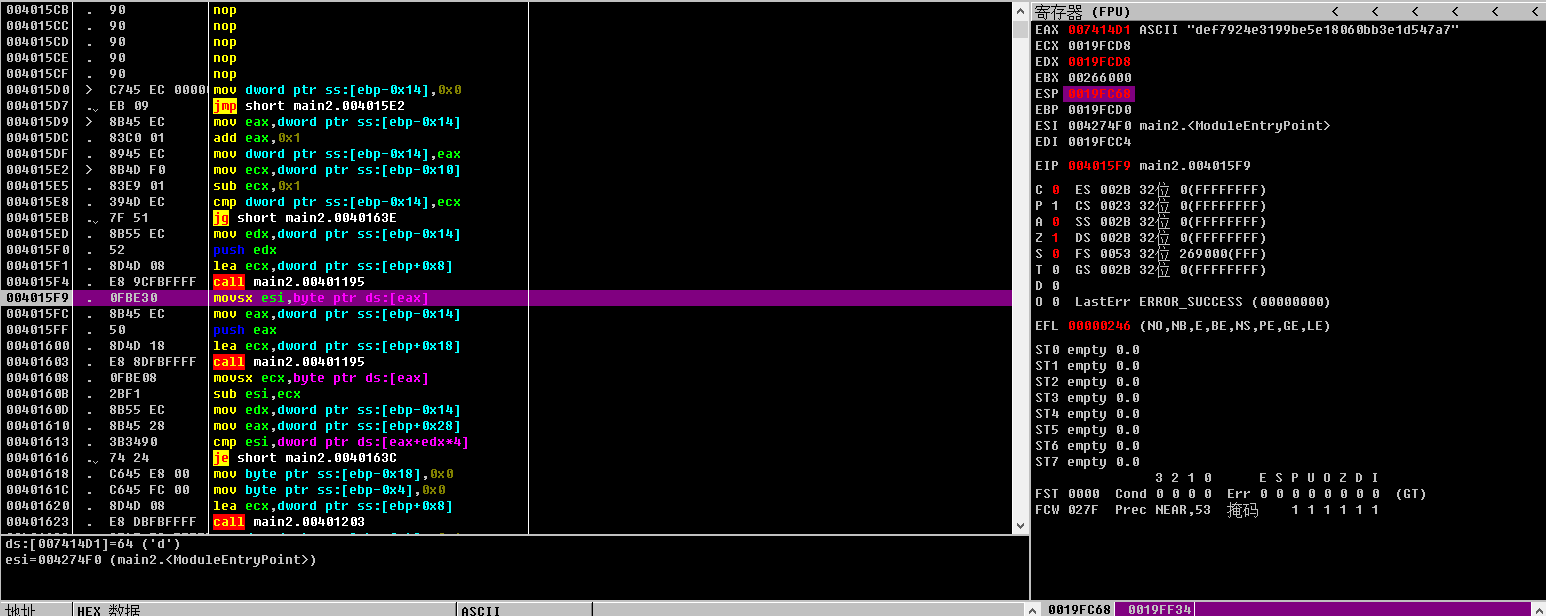 004015CB . 90 nop
004015CC . 90 nop
004015CD . 90 nop
004015CE . 90 nop
004015CF . 90 nop
004015D0 > C745 EC 0000 mov dword ptr ss:[ebp-0x14],0x0
004015D7 . EB 09 jmp short main2.004015E2
004015D9 > 8B45 EC mov eax,dword ptr ss:[ebp-0x14]
004015DC . 83C0 01 add eax,0x1
004015DF . 8945 EC mov dword ptr ss:[ebp-0x14],eax
004015E2 > 8B4D F0 mov ecx,dword ptr ss:[ebp-0x10]
004015E5 . 83E9 01 sub ecx,0x1
004015E8 . 394D EC cmp dword ptr ss:[ebp-0x14],ecx
004015EB . 7F 51 jg short main2.0040163E
004015ED . 8B55 EC mov edx,dword ptr ss:[ebp-0x14]
004015F0 . 52 push edx
004015F1 . 8D4D 08 lea ecx,dword ptr ss:[ebp+0x8]
004015F4 . E8 9CFBFFFF call main2.00401195
004015F9 . 0FBE30 movsx esi,byte ptr ds:[eax]
004015FC . 8B45 EC mov eax,dword ptr ss:[ebp-0x14]
004015FF . 50 push eax
00401600 . 8D4D 18 lea ecx,dword ptr ss:[ebp+0x18]
00401603 . E8 8DFBFFFF call main2.00401195
00401608 . 0FBE08 movsx ecx,byte ptr ds:[eax]
0040160B . 2BF1 sub esi,ecx
0040160D . 8B55 EC mov edx,dword ptr ss:[ebp-0x14]
00401610 . 8B45 28 mov eax,dword ptr ss:[ebp+0x28]
00401613 . 3B3490 cmp esi,dword ptr ds:[eax+edx*4]
00401616 . 74 24 je short main2.0040163C
00401618 . C645 E8 00 mov byte ptr ss:[ebp-0x18],0x0
0040161C . C645 FC 00 mov byte ptr ss:[ebp-0x4],0x0
00401620 . 8D4D 08 lea ecx,dword ptr ss:[ebp+0x8]
00401623 . E8 DBFBFFFF call main2.00401203
ds:[007414D1]=64 ('d')
esi=004274F0 (main2.<ModuleEntryPoint>)
地址 HEX 数据 ASCII
寄存器 (FPU) < < < < < <
EAX 007414D1 ASCII "def7924e3199be5e18060bb3e1d547a7"
ECX 0019FCD8
EDX 0019FCD8
EBX 00266000
ESP 0019FC68
EBP 0019FCD0
ESI 004274F0 main2.<ModuleEntryPoint>
EDI 0019FCC4
EIP 004015F9 main2.004015F9
C 0 ES 002B 32位 0(FFFFFFFF)
P 1 CS 0023 32位 0(FFFFFFFF)
A 0 SS 002B 32位 0(FFFFFFFF)
Z 1 DS 002B 32位 0(FFFFFFFF)
S 0 FS 0053 32位 269000(FFF)
T 0 GS 002B 32位 0(FFFFFFFF)
D 0
O 0 LastErr ERROR_SUCCESS (00000000)
EFL 00000246 (NO,NB,E,BE,NS,PE,GE,LE)
ST0 empty 0.0
ST1 empty 0.0
ST2 empty 0.0
ST3 empty 0.0
ST4 empty 0.0
ST5 empty 0.0
ST6 empty 0.0
ST7 empty 0.0
3 2 1 0 E S P U O Z D I
FST 0000 Cond 0 0 0 0 Err 0 0 0 0 0 0 0 0 (GT)
FCW 027F Prec NEAR,53 掩码 1 1 1 1 1 1
0019FC68 0019FF34